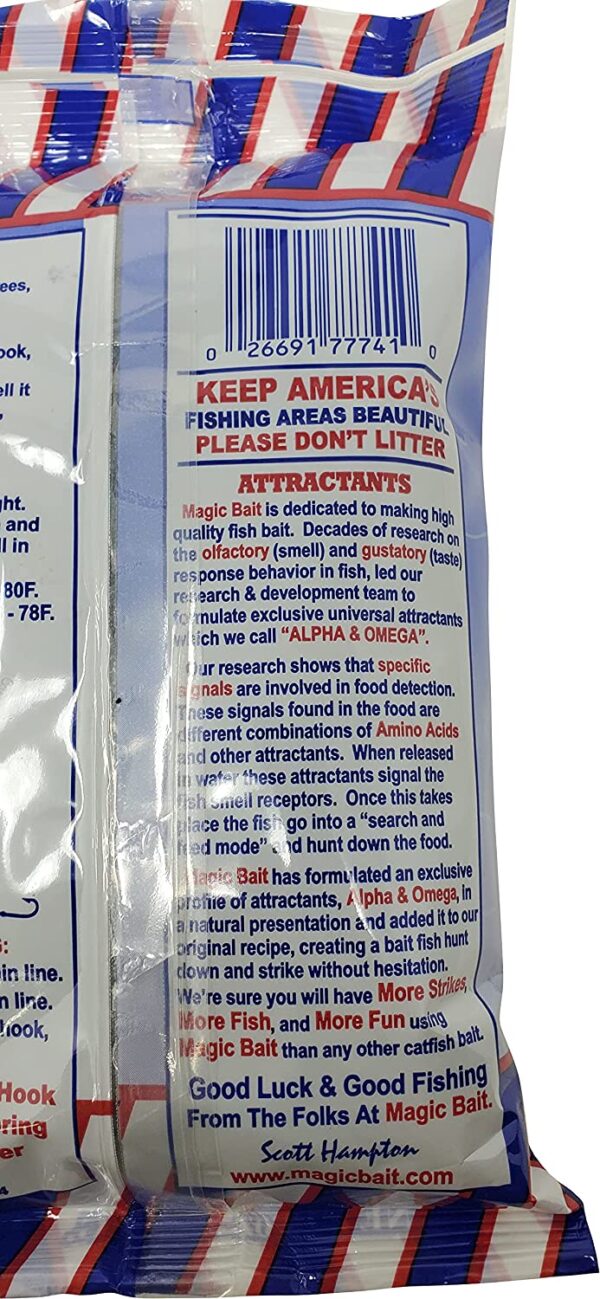 ees,
ook,
ell it
ght.
and
ll in
80F.
- 78F.
:
in line.
n line.
hook,
Hook
ring
er
0 26691 77741 0
KEEP AMERICA'S
FISHING AREAS BEAUTIFUL
PLEASE DON'T LITTER
ATTRACTANTS
Magic Bait is dedicated to making high
quality fish bait. Decades of research on
the olfactory (smell) and gustatory (taste)
response behavior in fish, led our
research & development team to
formulate exclusive universal attractants
which we call "ALPHA & OMEGA".
Our research shows that specific
signals are involved in food detection.
These signals found in the food are
different combinations of Amino Acids
and other attractants. When released
in water these attractants signal the
fish smell receptors. Once this takes
place the fish go into a "search and
feed mode" and hunt down the food.
Magic Bait has formulated an exclusive
profile of attractants, Alpha & Omega, in
a natural presentation and added it to our
original recipe, creating a bait fish hunt
down and strike without hesitation.
We're sure you will have More Strikes,
More Fish, and More Fun using
Magic Bait than any other catfish bait.
Good Luck & Good Fishing
From The Folks At Magic Bait.
Scott Hampton
www.magicbait.com